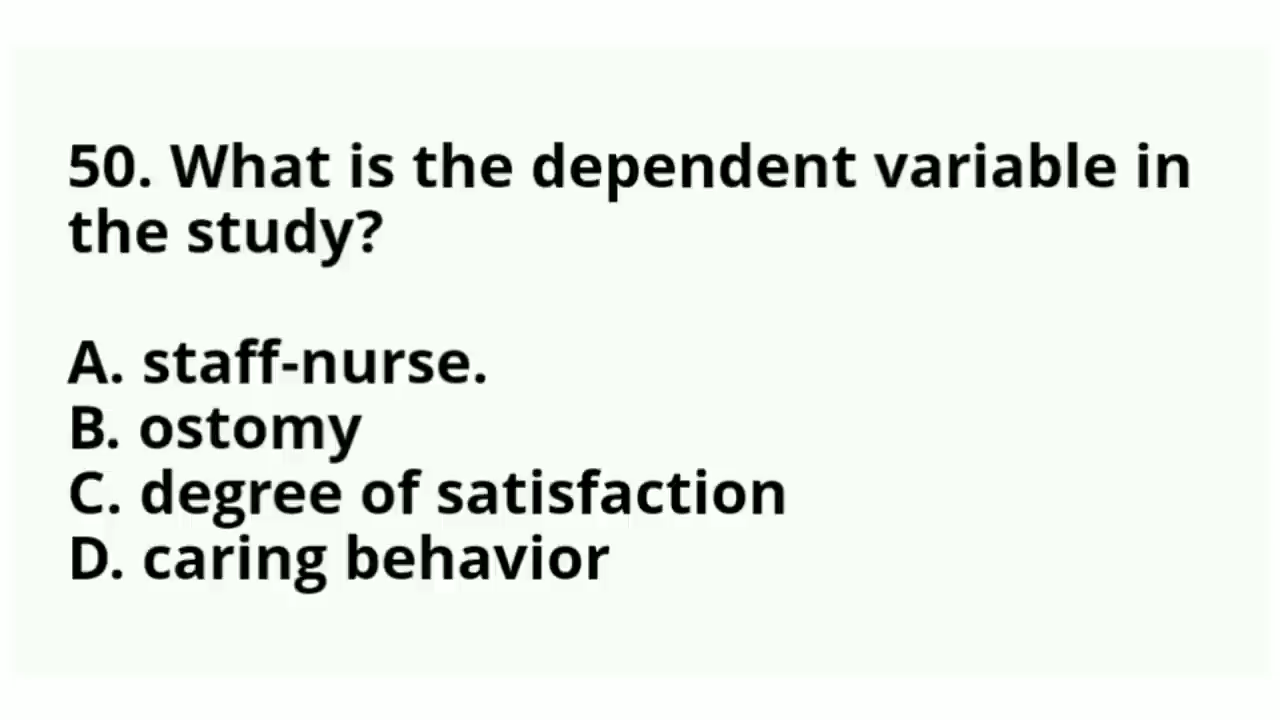 50. What is the dependent variable in
the study?
A. staff-nurse.
B. ostomy
C. degree of satisfaction
D. caring behavior